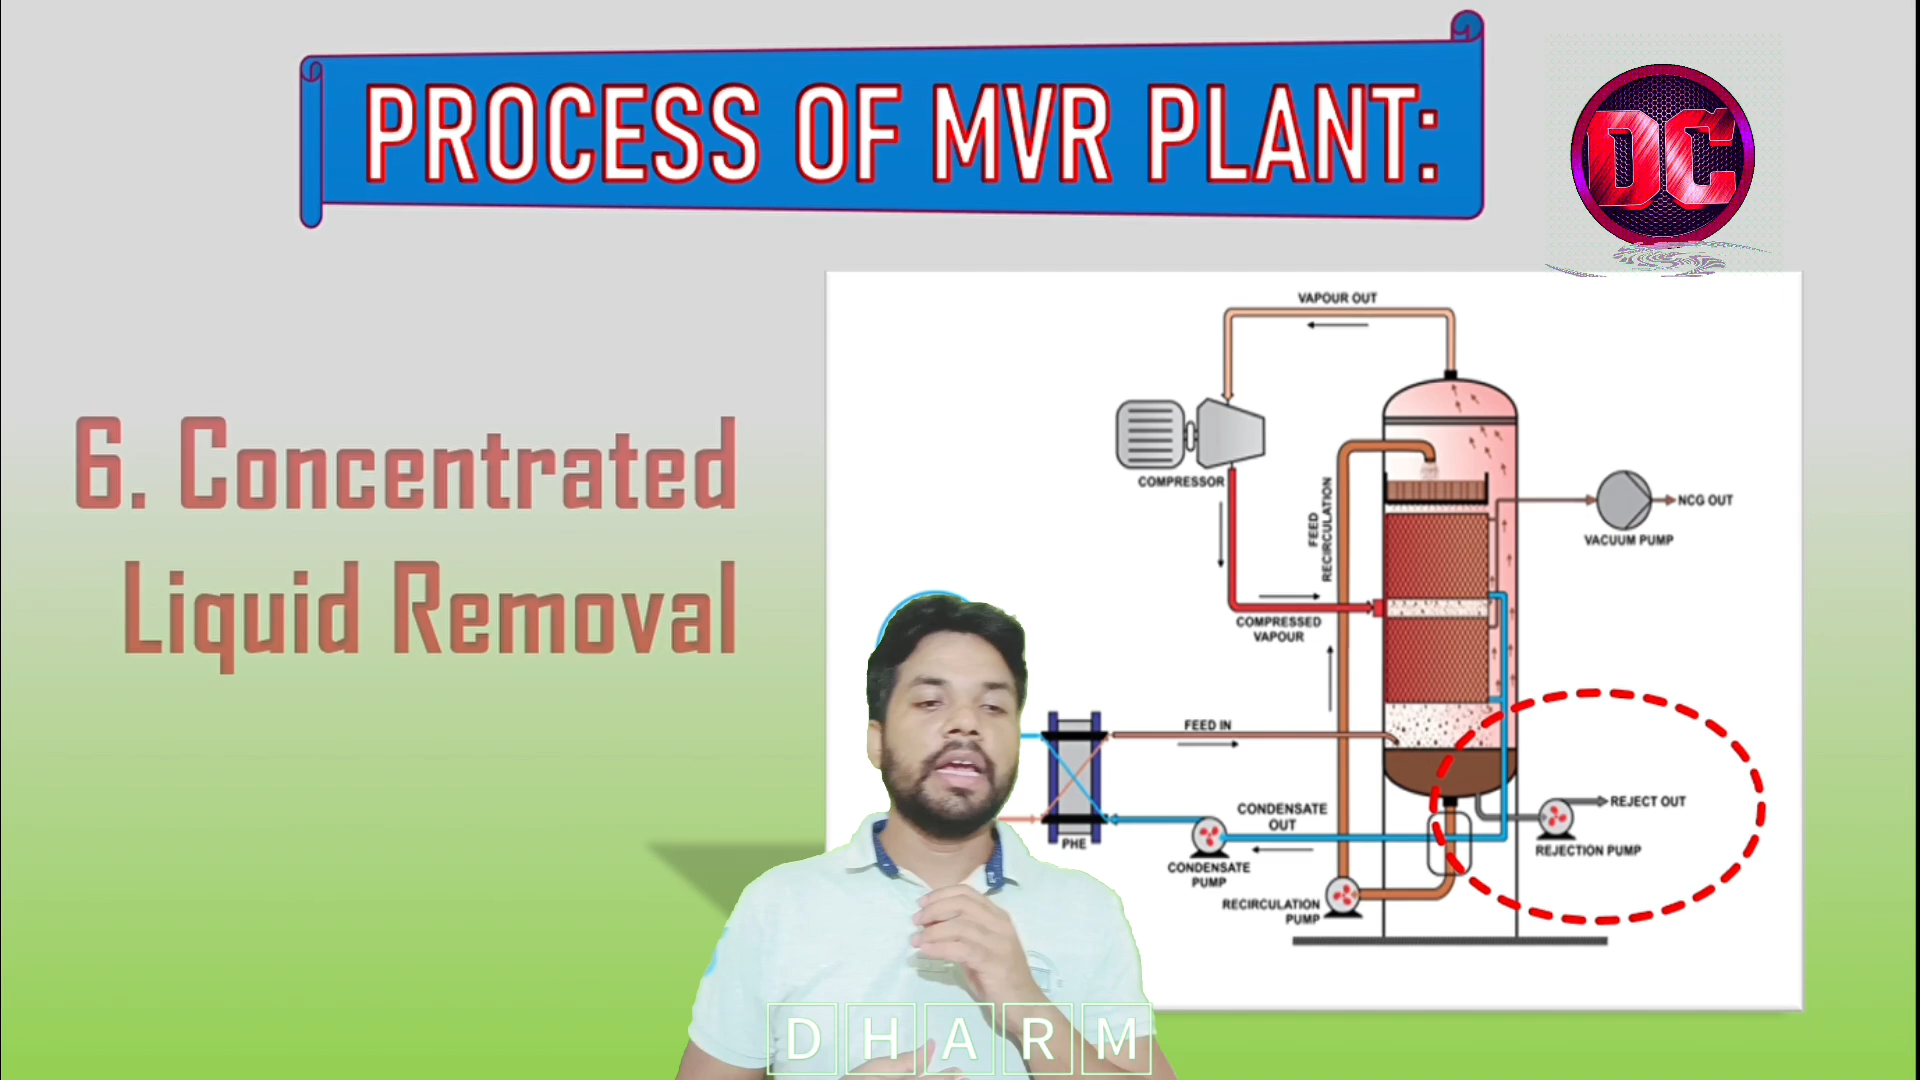 PROCESS OF MVR PLANT:
DC
6. Concentrated
Liquid Removal
VAPOUR OUT
COMPRESSOR
FEED
RECIRCULATION
NCG OUT
VACUUM PUMP
COMPRESSED
VAPOUR
FEED IN
CONDENSATE
OUT
REJECT OUT
PHE
REJECTION PUMP
CONDENSATE
PUMP
RECIRCULATION
PUMP
DHARM